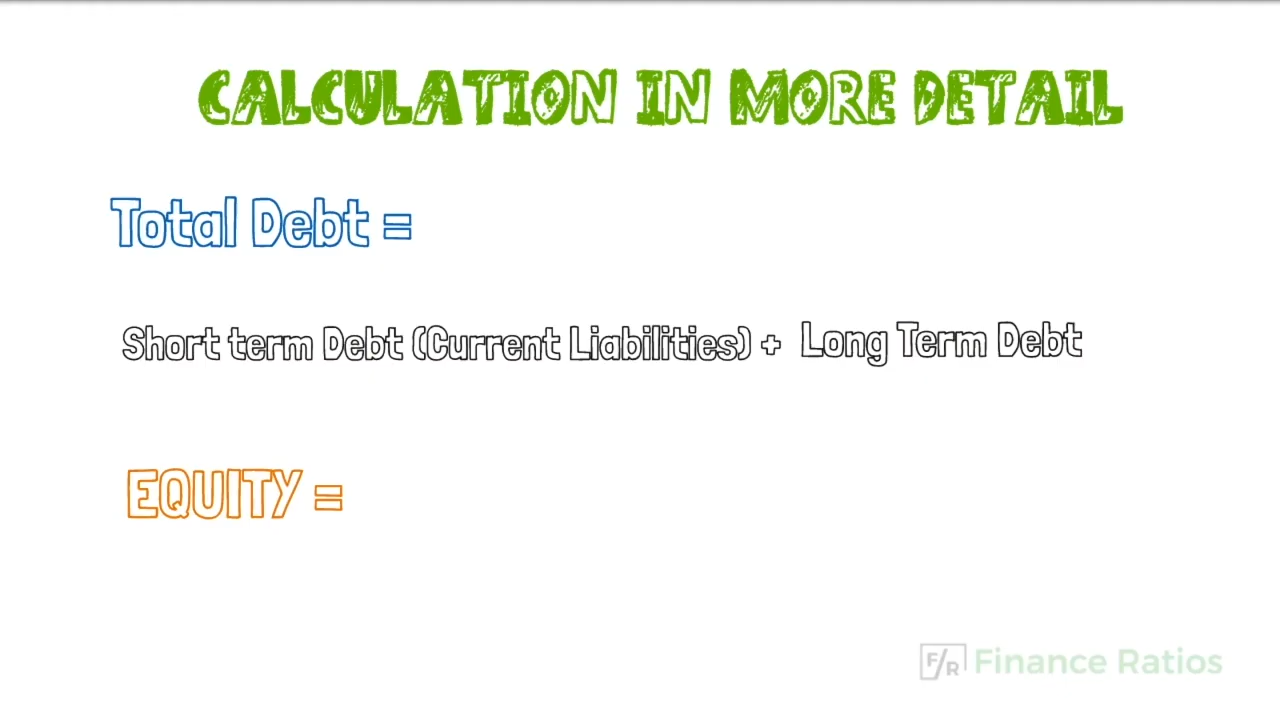 CALCULATION IN MORE DETAIL
Total Debt =
Short term Debt (Current Liabilities) + Long Term Debt
EQUITY =
F/R Finance Ratios